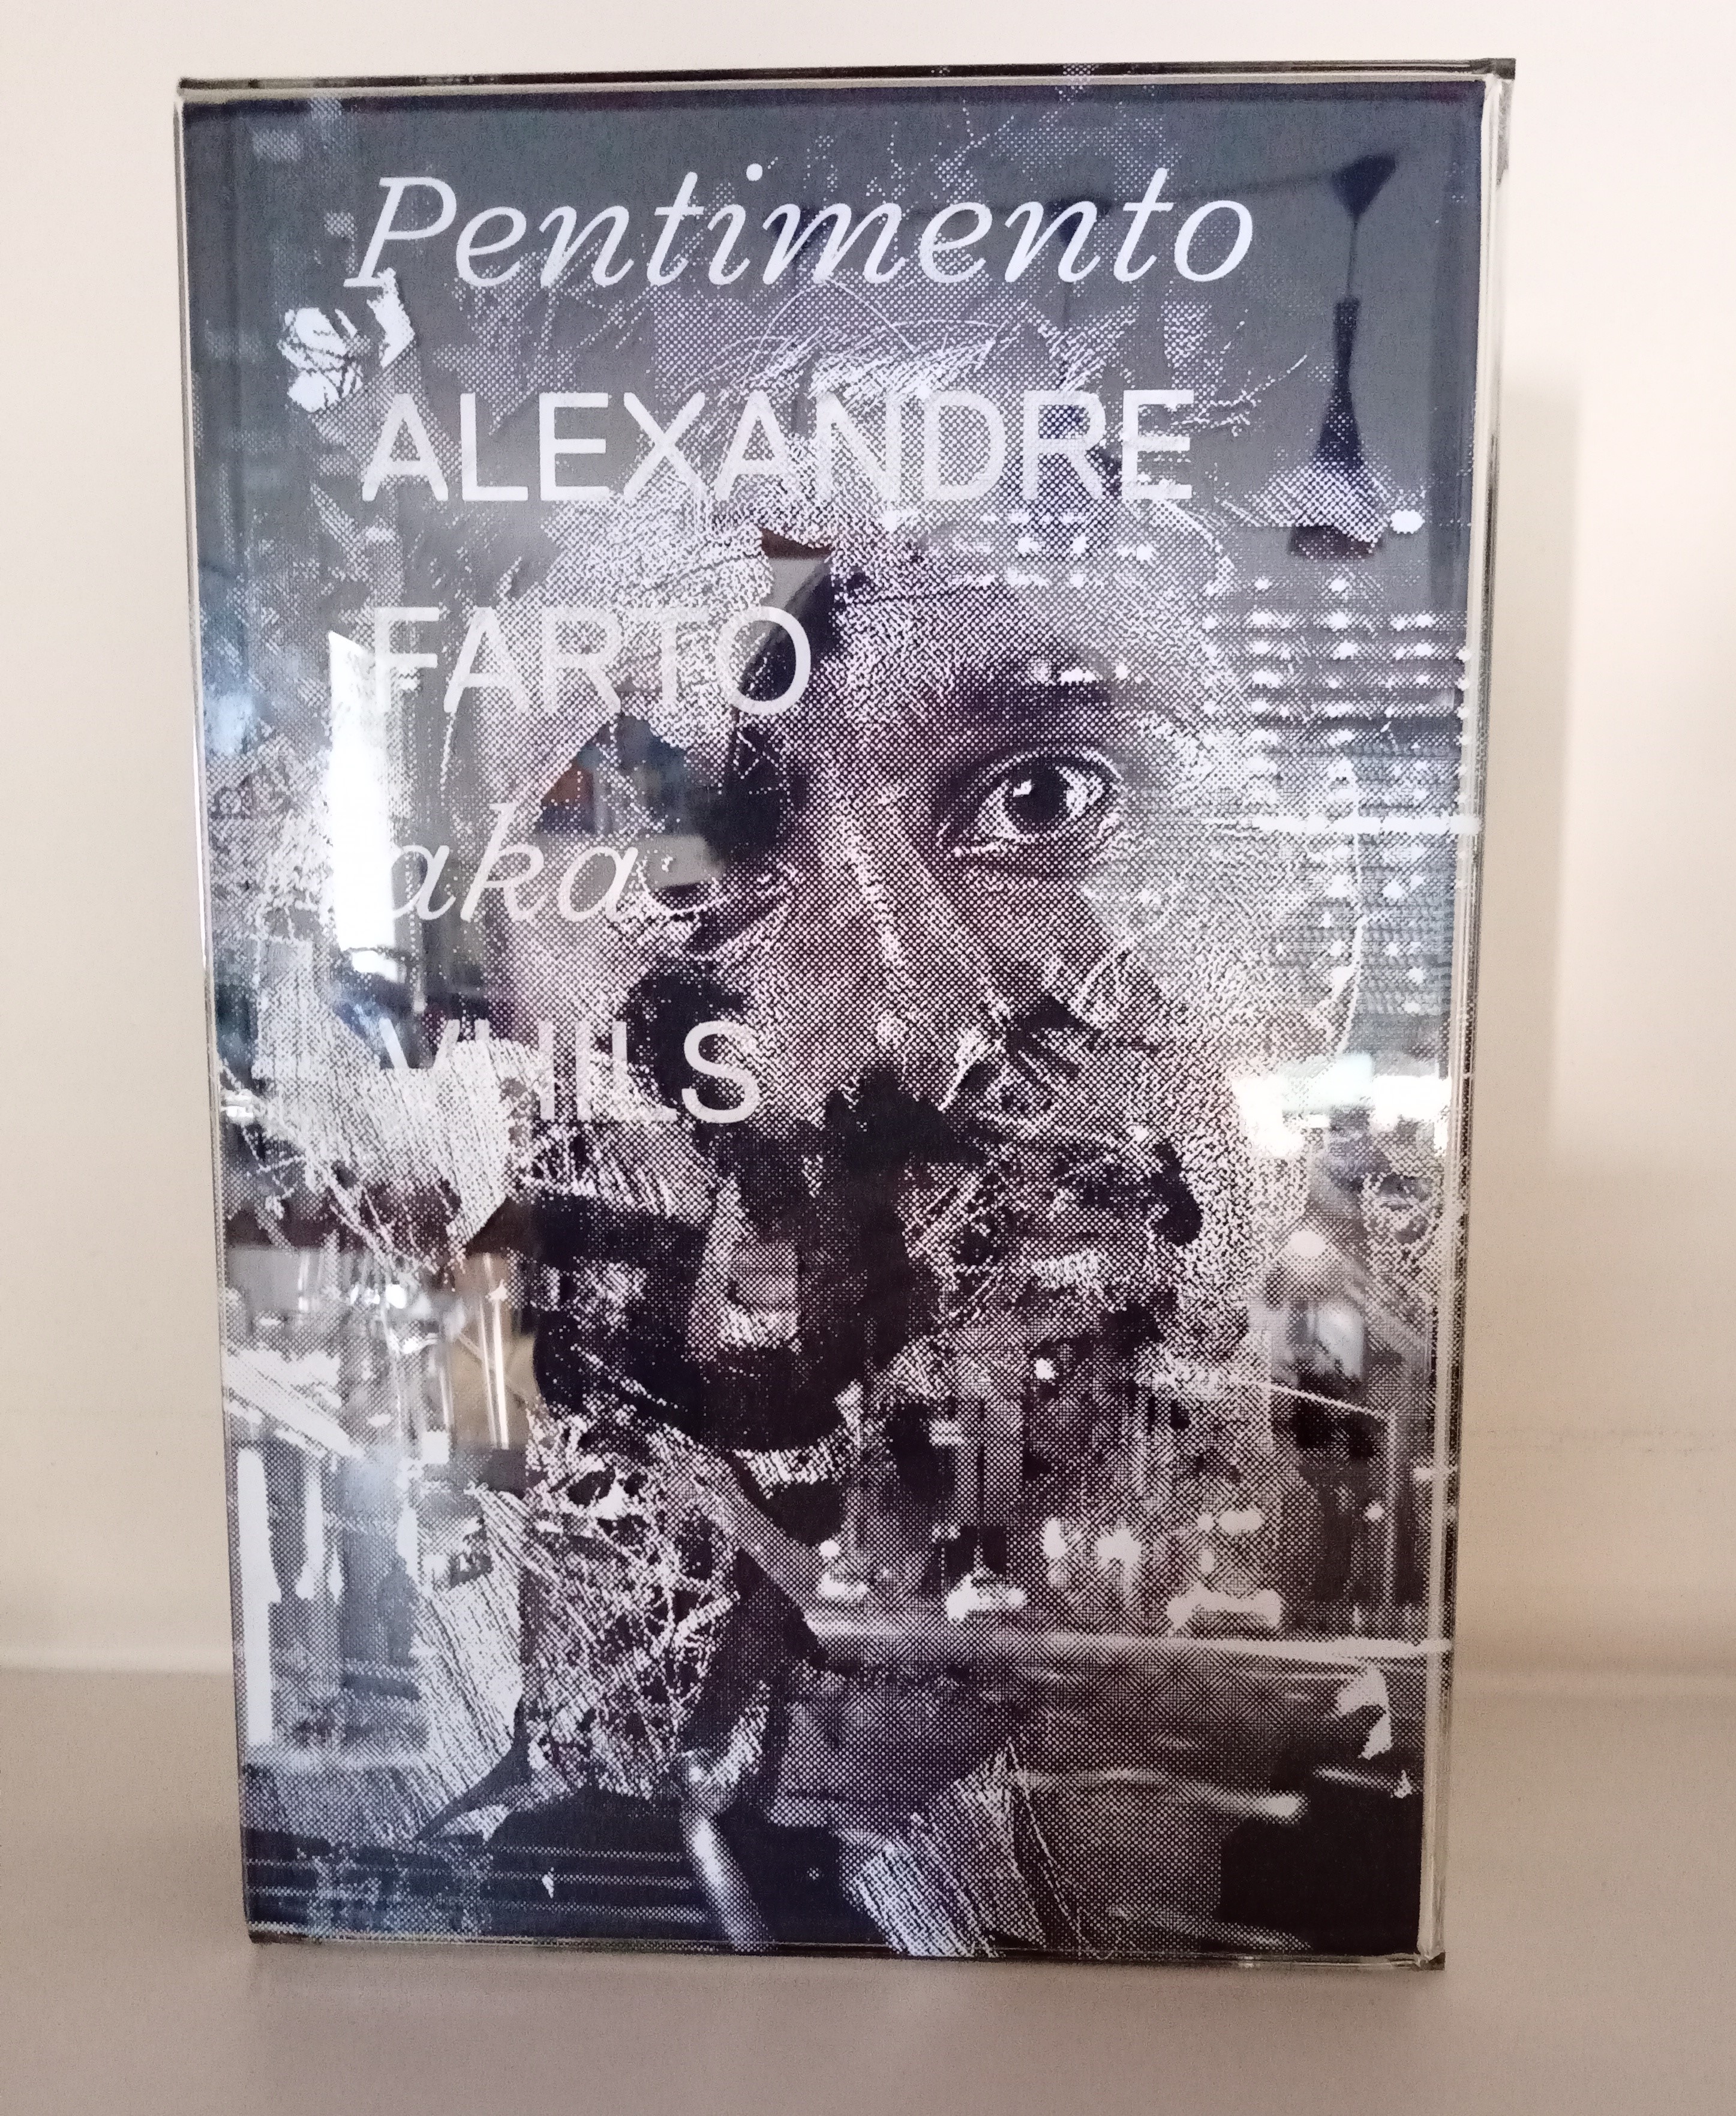 Pentimento
ALEXANDRE
FARTO
aka
VHILS